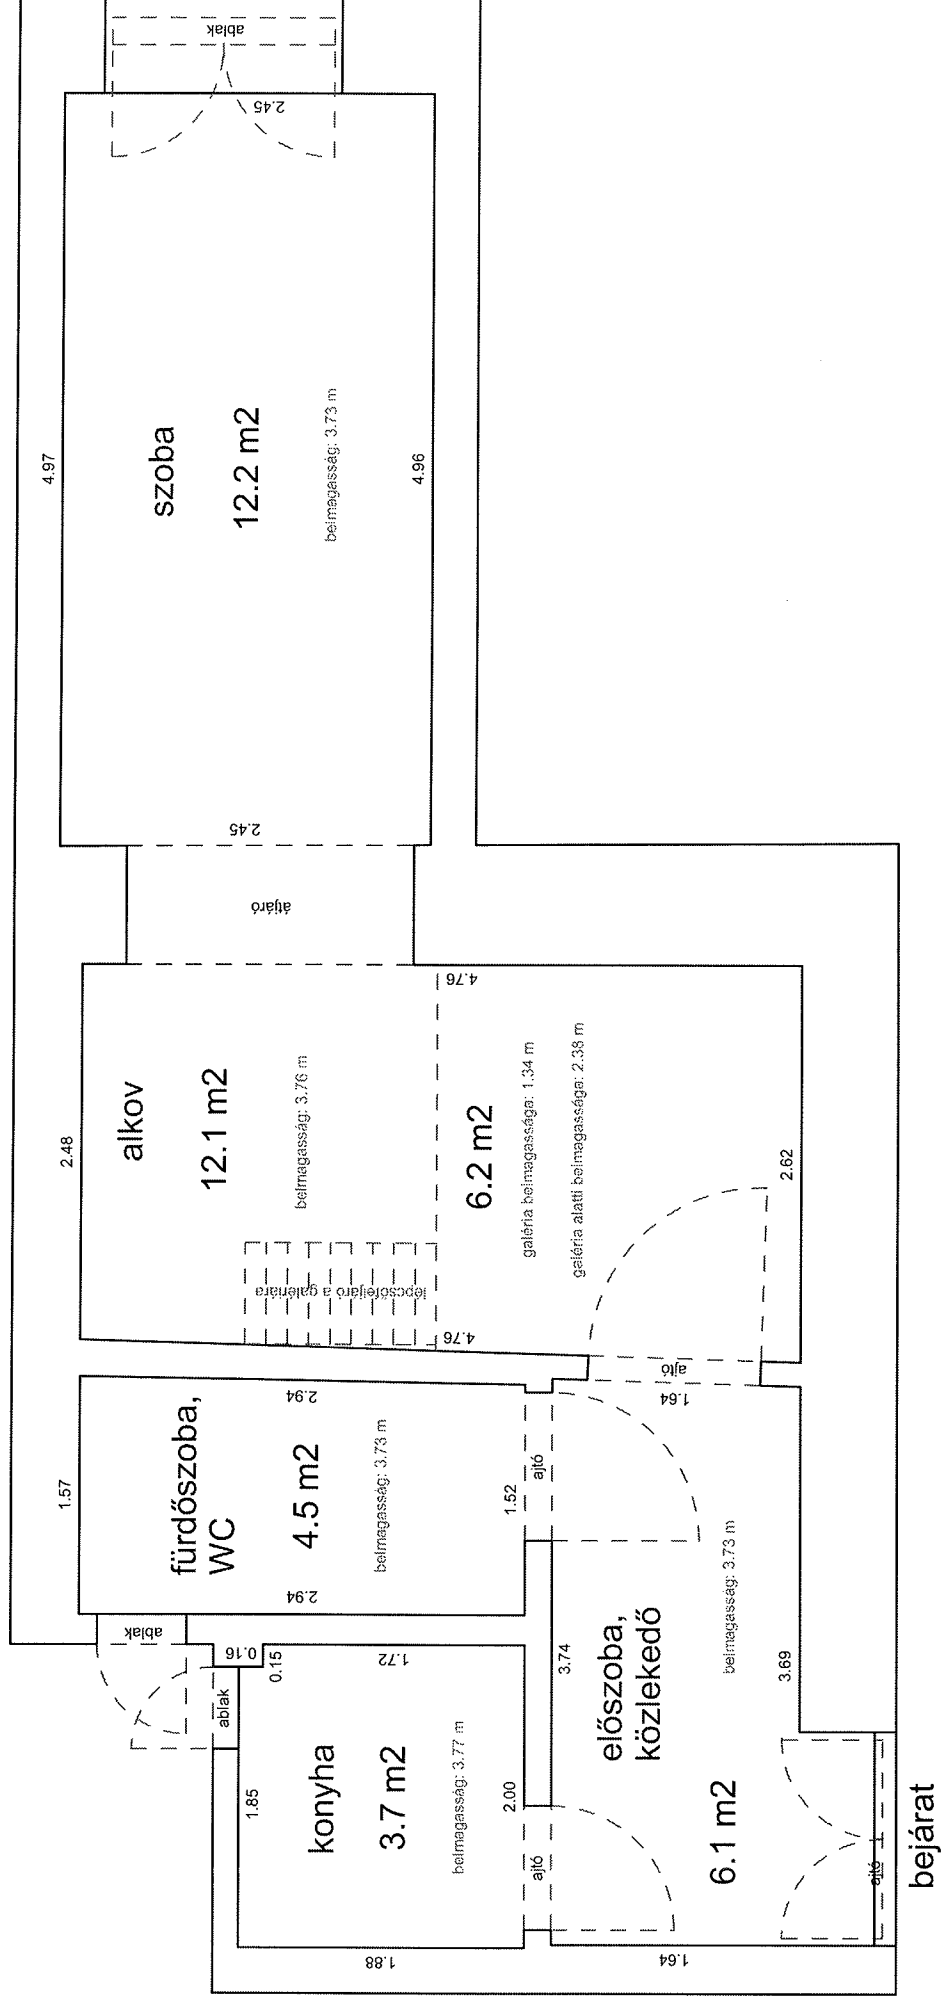 ablak
2.45
4.97
szoba
12.2 m2
belmagasság: 3.73 m
4.96
2.45
átjáró
2.48
alkov
12.1 m2
belmagasság: 3.76 m
4.76
6.2 m2
galéria belmagassága: 1.34 m
galéria alatti belmagassága: 2.38 m
lépcsőfeljáró a galériára
4.76
2.62
ajtó
1.64
1.57
2.94
fürdőszoba,
WC
4.5 m2
belmagasság: 3.73 m
2.94
1.52
ajtó
ablak
0.16
0.15
1.72
ablak
1.85
konyha
3.7 m2
belmagasság: 3.77 m
2.00
ajtó
1.88
3.74
előszoba,
közlekedő
6.1 m2
belmagasság: 3.73 m
3.69
1.64
ajtó
bejárat